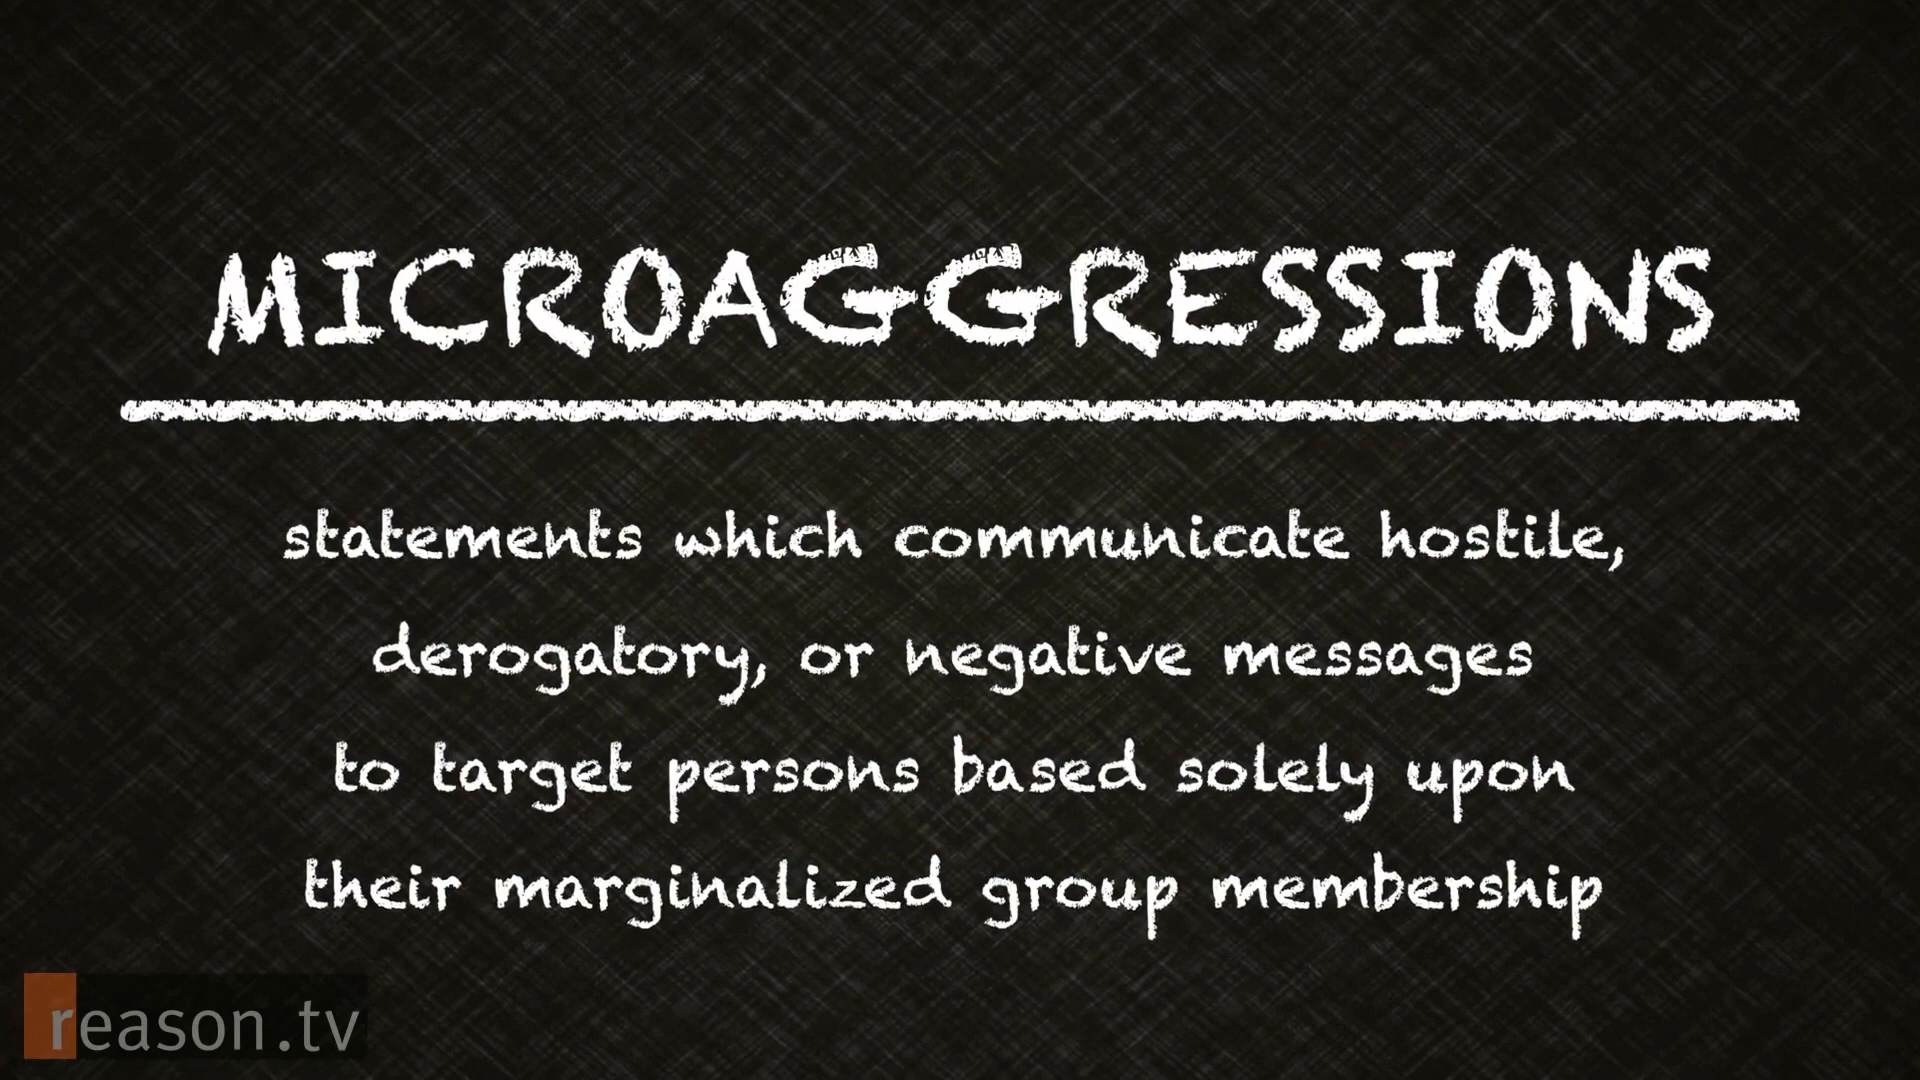 MICROAGGRESSIONS
statements which communicate hostile,
derogatory, or negative messages
to target persons based solely upon
their marginalized group membership
reason.tv